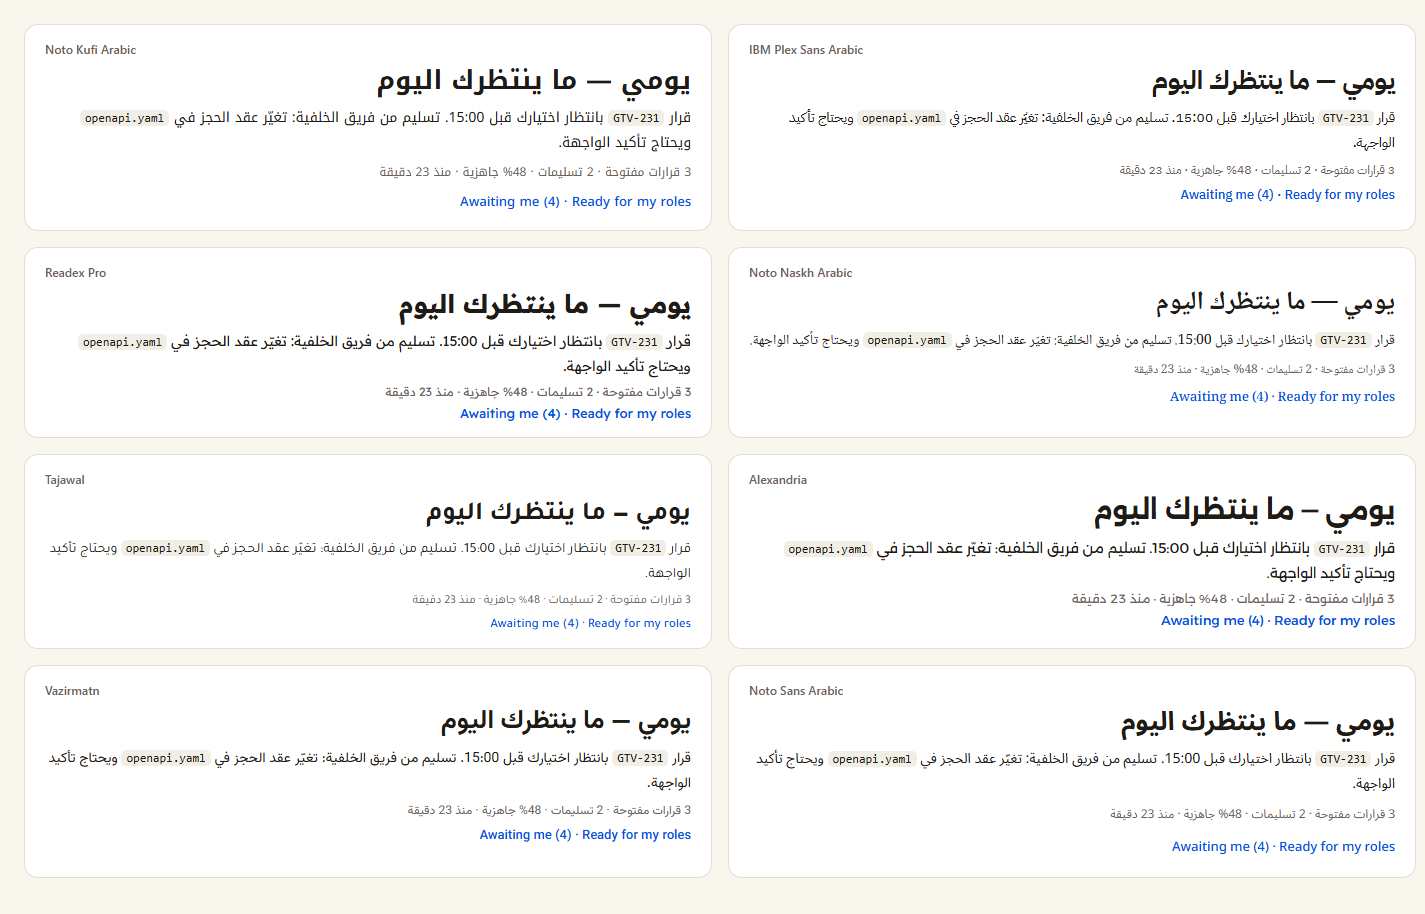 Noto Kufi Arabic
يومي — ما ينتظرك اليوم
قرار GTV-231 بانتظار اختيارك قبل 15:00. تسليم من فريق الخلفية: تغيّر عقد الحجز في openapi.yaml
ويحتاج تأكيد الواجهة.
3 قرارات مفتوحة · 2 تسليمات · 48% جاهزية · منذ 23 دقيقة
Awaiting me (4) · Ready for my roles
IBM Plex Sans Arabic
يومي — ما ينتظرك اليوم
قرار GTV-231 بانتظار اختيارك قبل 15:00. تسليم من فريق الخلفية: تغيّر عقد الحجز في openapi.yaml ويحتاج تأكيد
الواجهة.
3 قرارات مفتوحة · 2 تسليمات · 48% جاهزية · منذ 23 دقيقة
Awaiting me (4) · Ready for my roles
Readex Pro
يومي — ما ينتظرك اليوم
قرار GTV-231 بانتظار اختيارك قبل 15:00. تسليم من فريق الخلفية: تغيّر عقد الحجز في openapi.yaml
ويحتاج تأكيد الواجهة.
3 قرارات مفتوحة · 2 تسليمات · 48% جاهزية · منذ 23 دقيقة
Awaiting me (4) · Ready for my roles
Noto Naskh Arabic
يومي — ما ينتظرك اليوم
قرار GTV-231 بانتظار اختيارك قبل 15:00. تسليم من فريق الخلفية: تغيّر عقد الحجز في openapi.yaml ويحتاج تأكيد الواجهة.
3 قرارات مفتوحة · 2 تسليمات · 48% جاهزية · منذ 23 دقيقة
Awaiting me (4) · Ready for my roles
Tajawal
يومي – ما ينتظرك اليوم
قرار GTV-231 بانتظار اختيارك قبل 15:00. تسليم من فريق الخلفية: تغيّر عقد الحجز في openapi.yaml ويحتاج تأكيد
الواجهة.
3 قرارات مفتوحة · 2 تسليمات · 48% جاهزية · منذ 23 دقيقة
Awaiting me (4) · Ready for my roles
Alexandria
يومي — ما ينتظرك اليوم
قرار GTV-231 بانتظار اختيارك قبل 15:00. تسليم من فريق الخلفية: تغيّر عقد الحجز في openapi.yaml
ويحتاج تأكيد الواجهة.
3 قرارات مفتوحة · 2 تسليمات · 48% جاهزية · منذ 23 دقيقة
Awaiting me (4) · Ready for my roles
Vazirmatn
يومي — ما ينتظرك اليوم
قرار GTV-231 بانتظار اختيارك قبل 15:00. تسليم من فريق الخلفية: تغيّر عقد الحجز في openapi.yaml ويحتاج تأكيد
الواجهة.
3 قرارات مفتوحة · 2 تسليمات · 48% جاهزية · منذ 23 دقيقة
Awaiting me (4) · Ready for my roles
Noto Sans Arabic
يومي — ما ينتظرك اليوم
قرار GTV-231 بانتظار اختيارك قبل 15:00. تسليم من فريق الخلفية: تغيّر عقد الحجز في openapi.yaml ويحتاج تأكيد
الواجهة.
3 قرارات مفتوحة · 2 تسليمات · 48% جاهزية · منذ 23 دقيقة
Awaiting me (4) · Ready for my roles